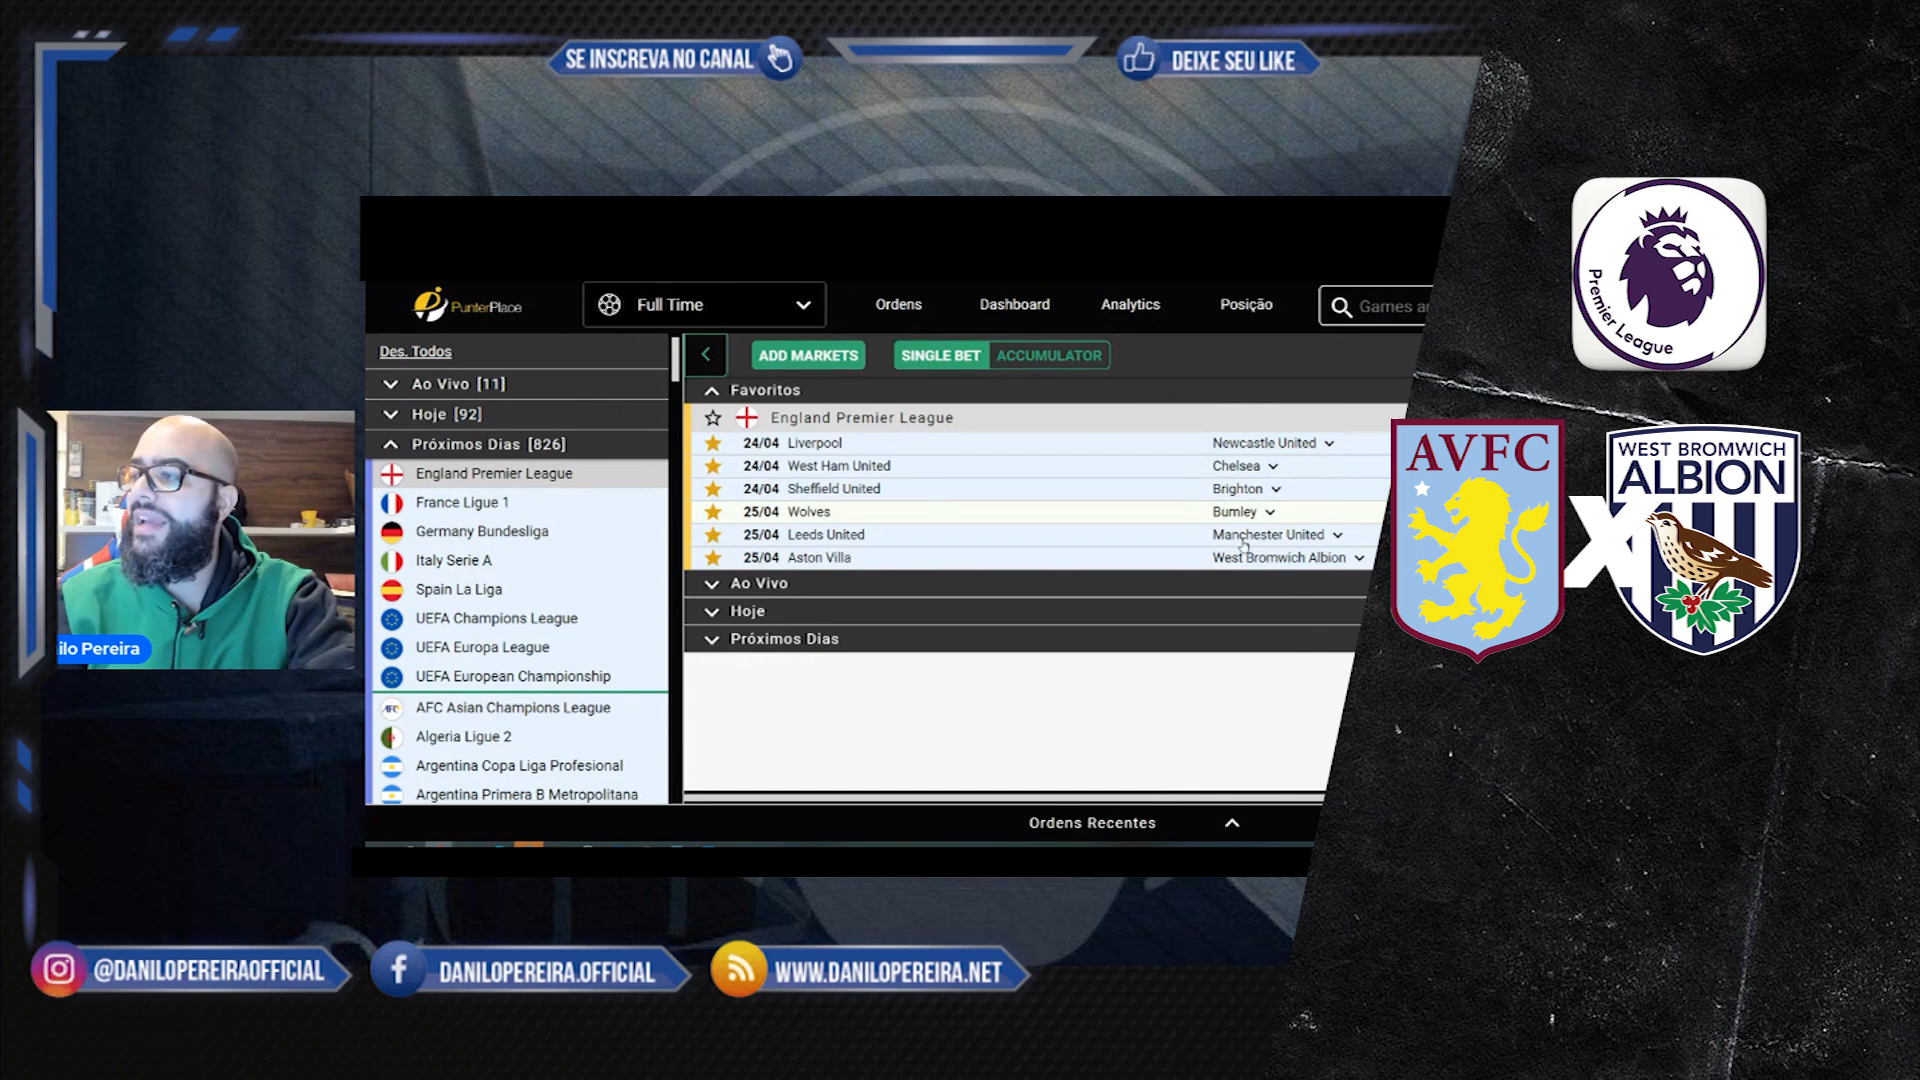 SE INSCREVA NO CANAL
DEIXE SEU LIKE
PunterPlace
Full Time
Ordens
Dashboard
Analytics
Posição
Games
Des. Todos
Ao Vivo [11]
Hoje [92]
Próximos Dias [826]
England Premier League
France Ligue 1
Germany Bundesliga
Italy Serie A
Spain La Liga
UEFA Champions League
UEFA Europa League
UEFA European Championship
AFC Asian Champions League
Algeria Ligue 2
Argentina Copa Liga Profesional
Argentina Primera B Metropolitana
ADD MARKETS
SINGLE BET
ACCUMULATOR
Favoritos
England Premier League
24/04 Liverpool Newcastle United
24/04 West Ham United Chelsea
24/04 Sheffield United Brighton
25/04 Wolves Burnley
25/04 Leeds United Manchester United
25/04 Aston Villa West Bromwich Albion
Ao Vivo
Hoje
Próximos Dias
Ordens Recentes
ilo Pereira
Premier League
AVFC
X
WEST BROMWICH
ALBION
@DANILOPEREIRAOFICIAL
DANILOPEREIRA.OFFICIAL
WWW.DANILOPEREIRA.NET